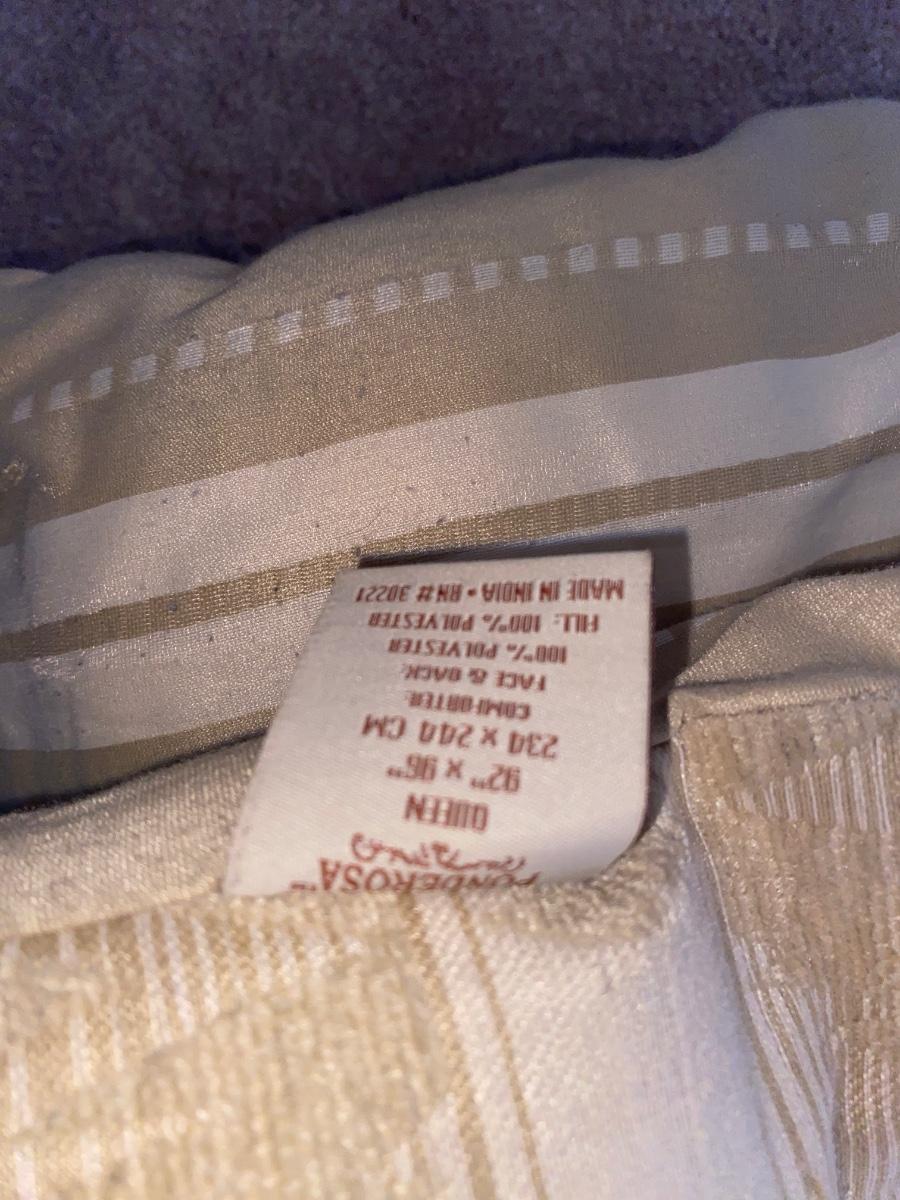 PONDEROSA™
QUEEN
92" X 96"
234 X 244 CM
COMFORTER:
FACE & BACK:
100% POLYESTER
FILL: 100% POLYESTER
MADE IN INDIA • RN# 30221